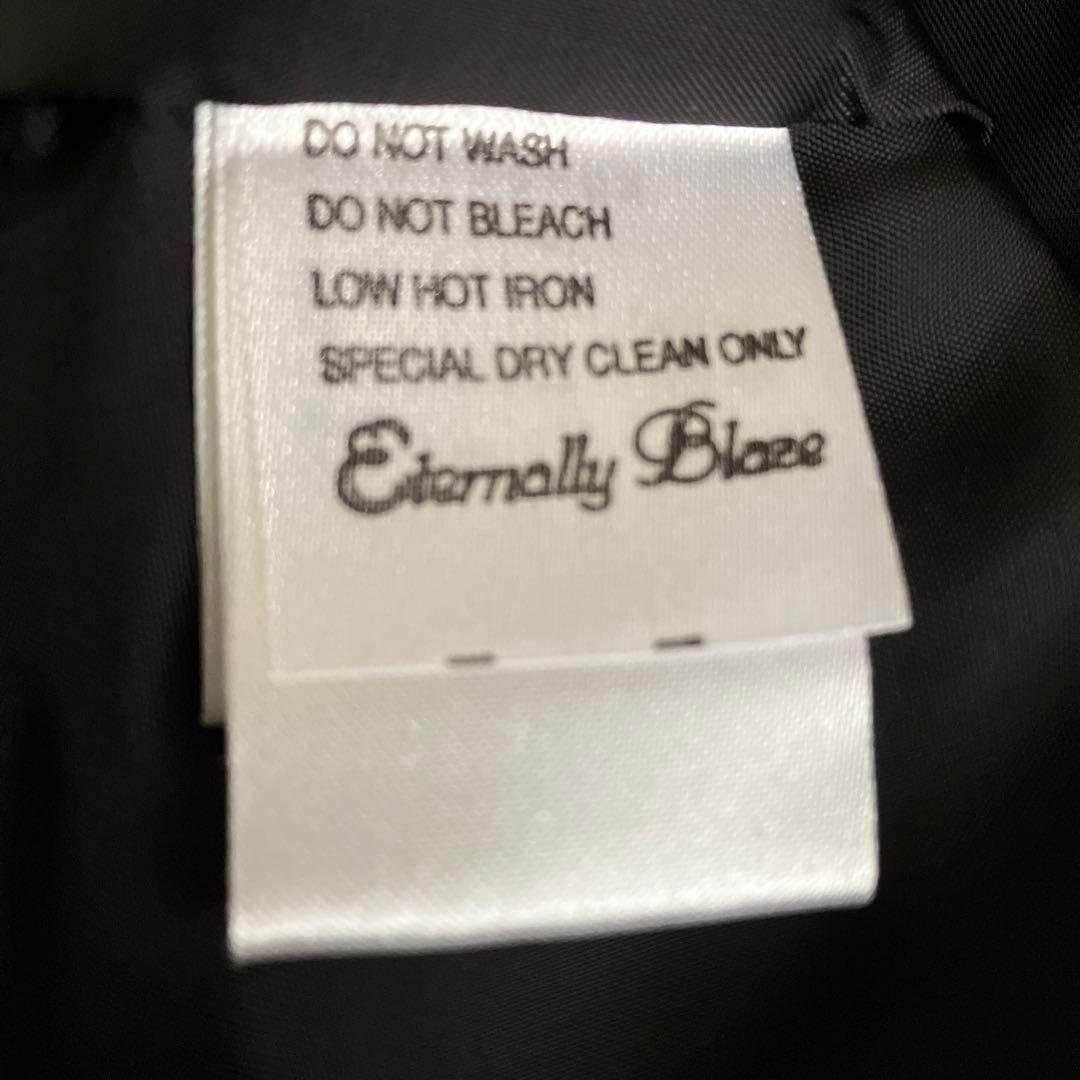 DO NOT WASH
DO NOT BLEACH
LOW HOT IRON
SPECIAL DRY CLEAN ONLY
Eternally Blaze